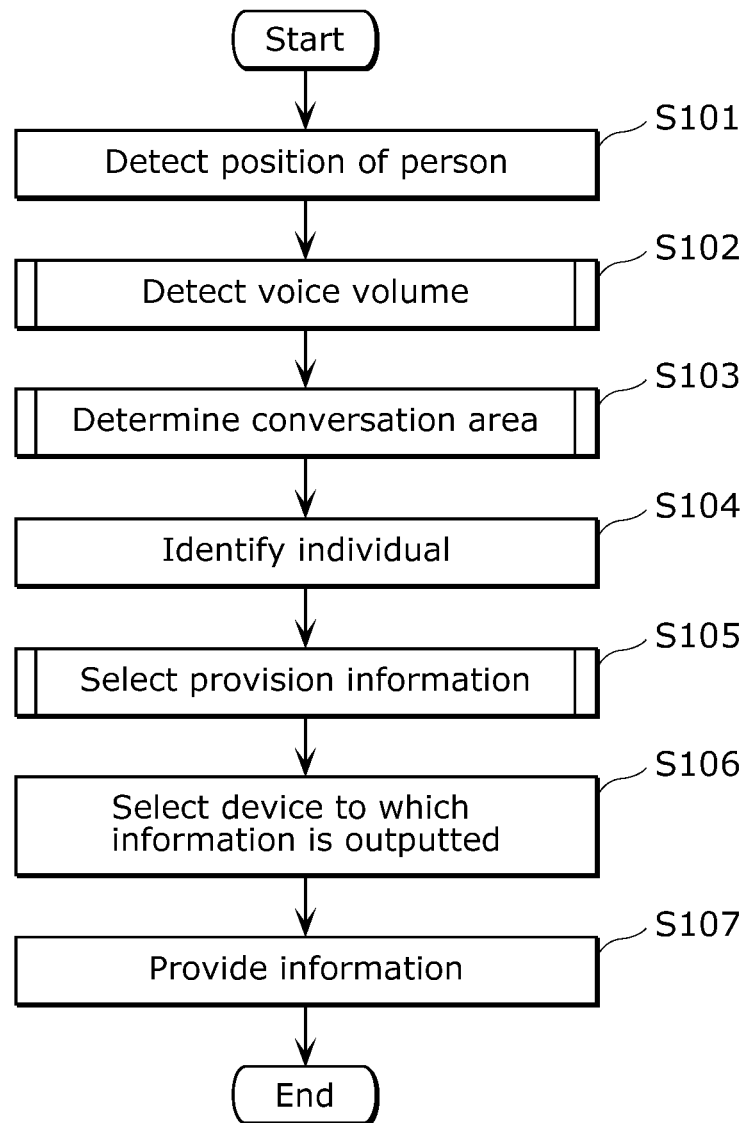 Start
S101
Detect position of person
S102
Detect voice volume
S103
Determine conversation area
S104
Identify individual
S105
Select provision information
S106
Select device to which
information is outputted
S107
Provide information
End